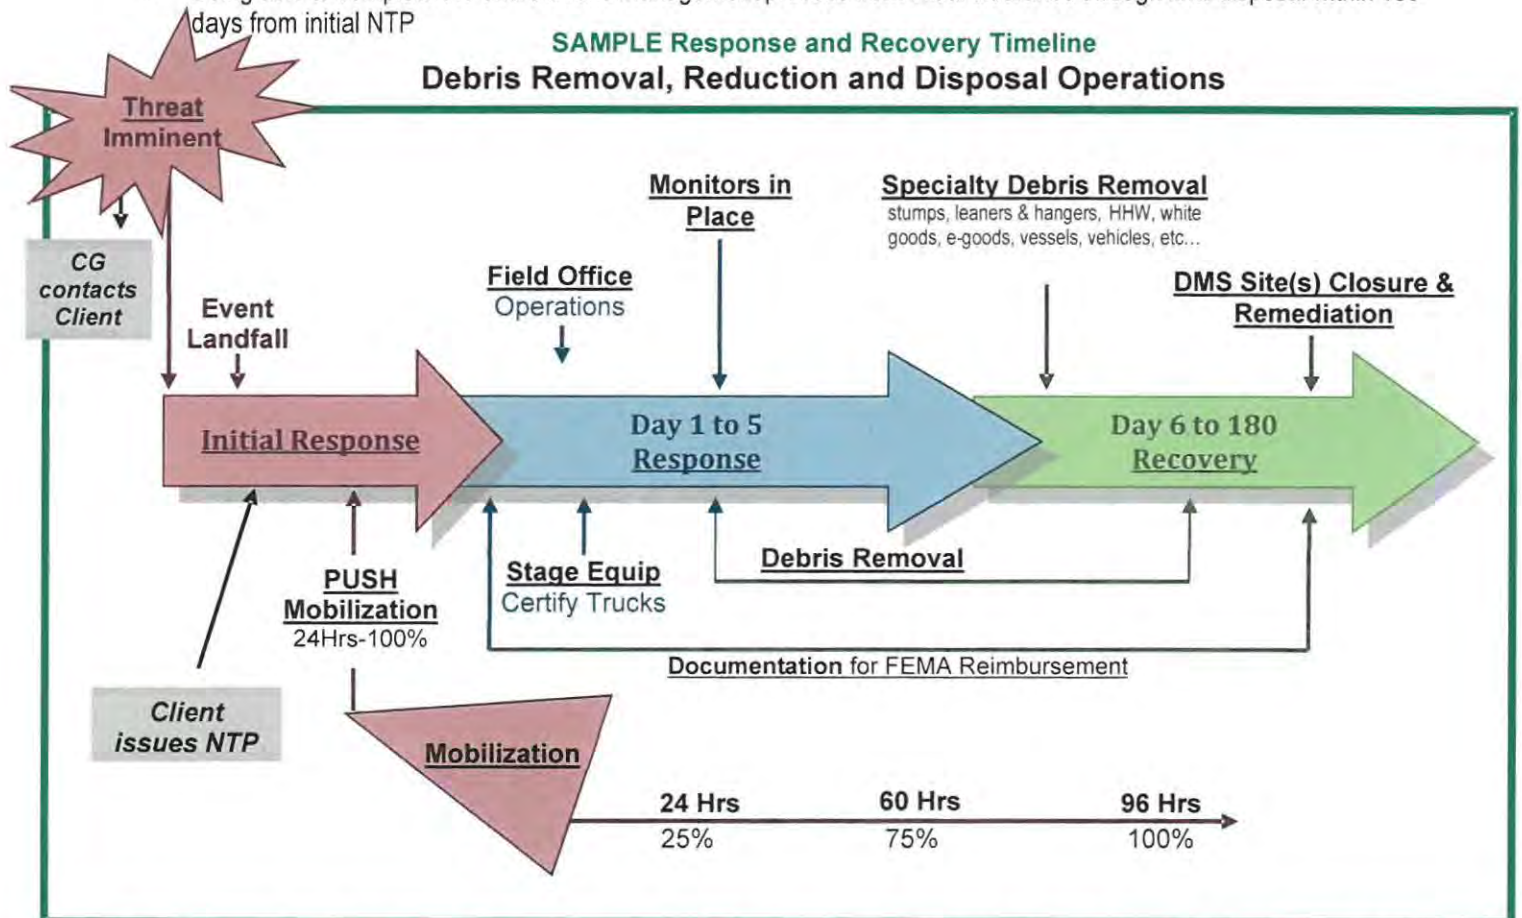 days from initial NTP
SAMPLE Response and Recovery Timeline
Debris Removal, Reduction and Disposal Operations
Threat
Imminent
CG
contacts
Client
Event
Landfall
Field Office
Operations
Monitors in
Place
Specialty Debris Removal
stumps, leaners & hangers, HHW, white
goods, e-goods, vessels, vehicles, etc...
DMS Site(s) Closure &
Remediation
Initial Response
Day 1 to 5
Response
Day 6 to 180
Recovery
PUSH
Mobilization
24Hrs-100%
Stage Equip
Certify Trucks
Debris Removal
Documentation for FEMA Reimbursement
Client
issues NTP
Mobilization
24 Hrs
25%
60 Hrs
75%
96 Hrs
100%